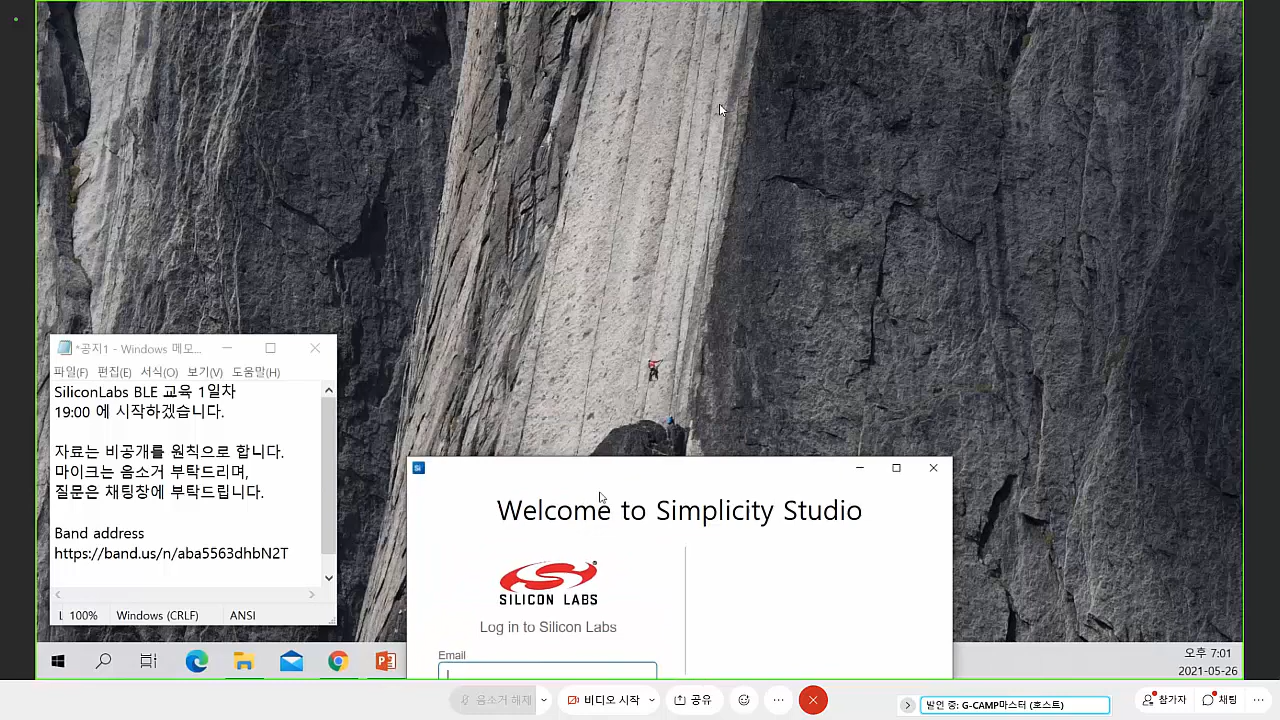 *공지1 - Windows 메모...
파일(F) 편집(E) 서식(O) 보기(V) 도움말(H)
SiliconLabs BLE 교육 1일차
19:00 에 시작하겠습니다.
자료는 비공개를 원칙으로 합니다.
마이크는 음소거 부탁드리며,
질문은 채팅창에 부탁드립니다.
Band address
https://band.us/n/aba5563dhbN2T
100% Windows (CRLF) ANSI
Si
Welcome to Simplicity Studio
SILICON LABS
Log in to Silicon Labs
Email
오후 7:01
2021-05-26
음소거 해제
비디오 시작
공유
발언 중: G-CAMP마스터 (호스트)
참가자
채팅